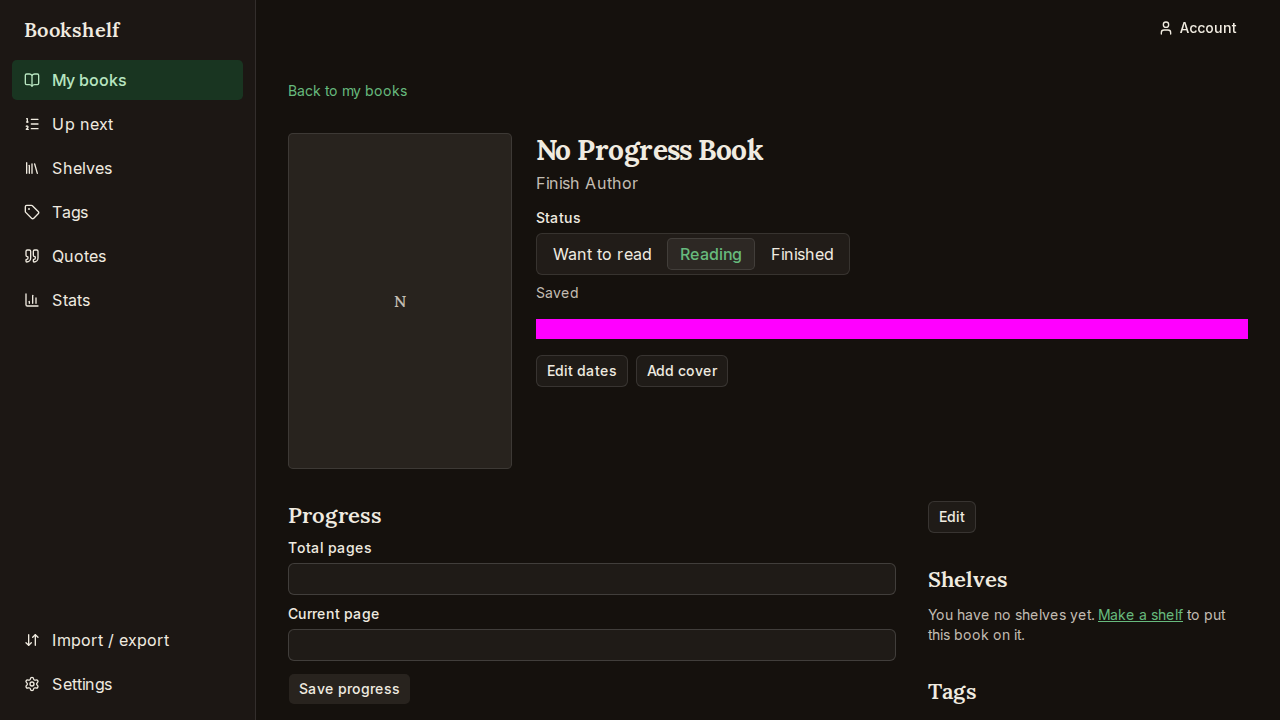 Bookshelf
My books
Up next
Shelves
Tags
Quotes
Stats
Import / export
Settings
Account
Back to my books
N
No Progress Book
Finish Author
Status
Want to read
Reading
Finished
Saved
Edit dates
Add cover
Progress
Total pages
Current page
Save progress
Edit
Shelves
You have no shelves yet. Make a shelf to put
this book on it.
Tags